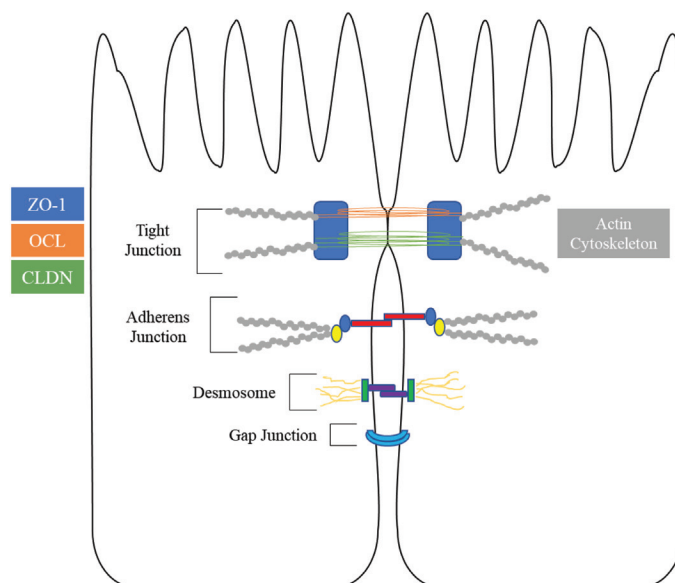 ZO-1
OCL
CLDN
Tight
Junction
Actin
Cytoskeleton
Adherens
Junction
Desmosome
Gap Junction